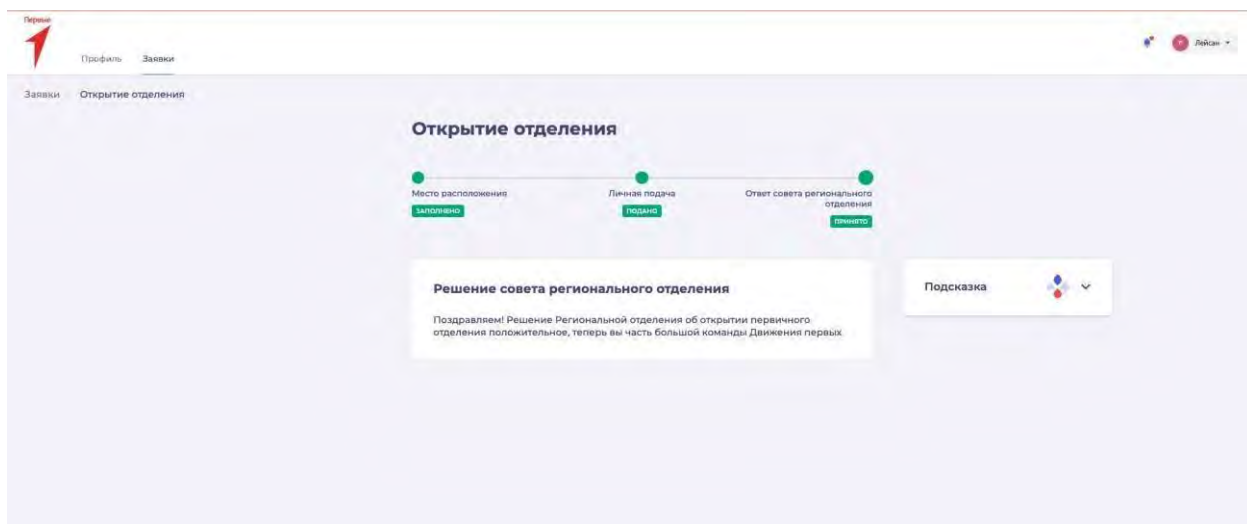 Первые
Профиль Заявки
Лейсан
Заявки Открытие отделения
Открытие отделения
Место расположения
ЗАПОЛНЕНО
Личная подача
ПОДАНО
Ответ совета регионального
отделения
ПРИНЯТО
Решение совета регионального отделения
Поздравляем! Решение Региональной отделения об открытии первичного
отделения положительное, теперь вы часть большой команды Движения первых
Подсказка